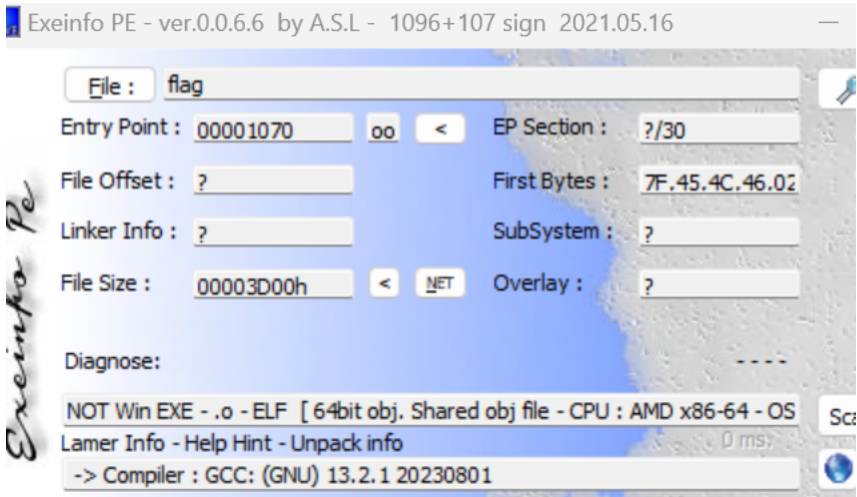 Exeinfo PE - ver.0.0.6.6 by A.S.L - 1096+107 sign 2021.05.16
File : flag
Entry Point : 00001070 oo < EP Section : ?/30
File Offset : ? First Bytes : 7F.45.4C.46.02
Linker Info : ? SubSystem : ?
File Size : 00003D00h < NET Overlay : ?
Exeinfo Pe
Diagnose: ----
NOT Win EXE - .o - ELF [ 64bit obj. Shared obj file - CPU : AMD x86-64 - OS
Sca
Lamer Info - Help Hint - Unpack info 0 ms.
-> Compiler : GCC: (GNU) 13.2.1 20230801